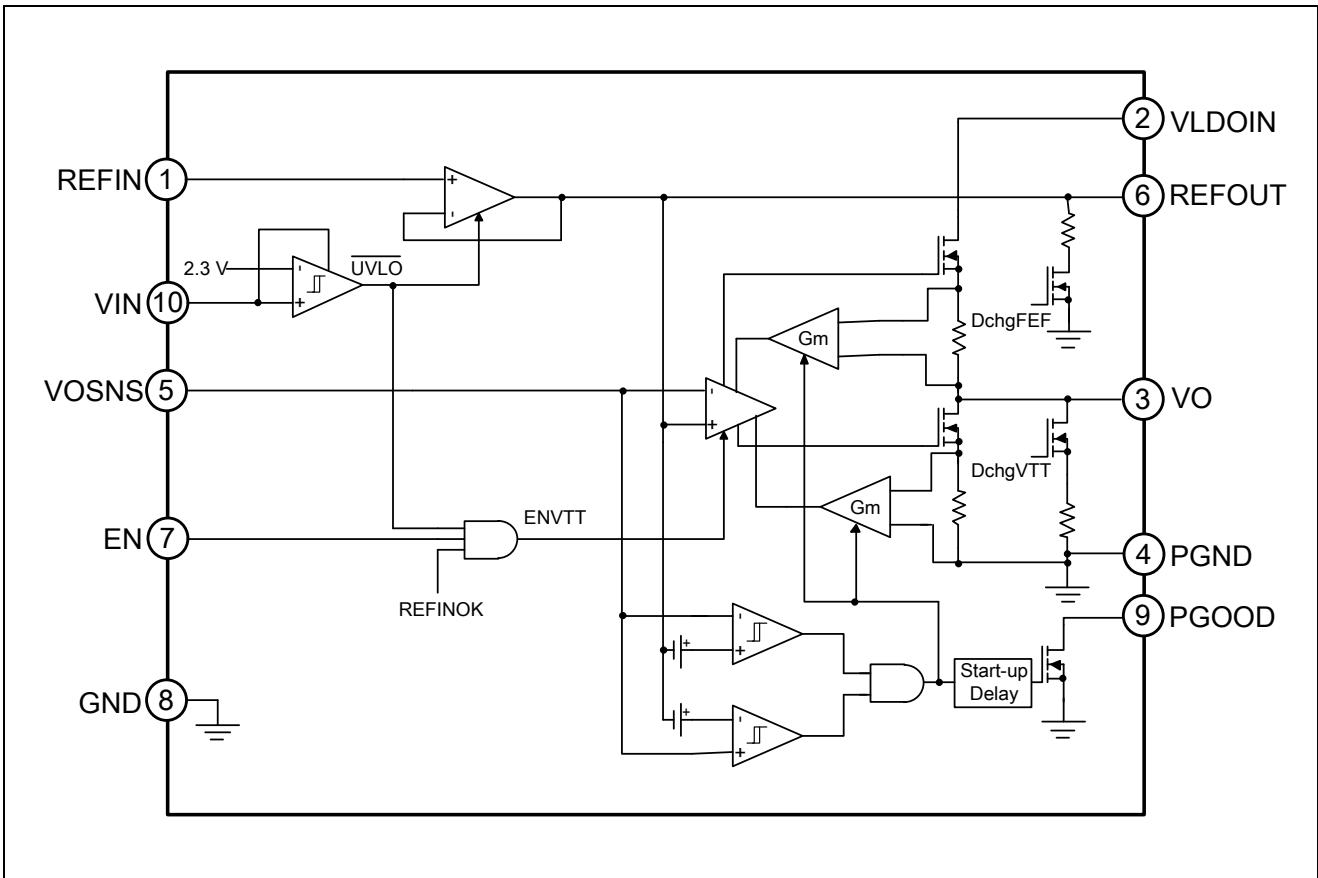 2 VLDOIN
REFIN 1
+
-
6 REFOUT
2.3 V
-
+
UVLO
VIN 10
DchgFEF
Gm
VOSNS 5
-
+
3 VO
DchgVTT
Gm
ENVTT
EN 7
REFINOK
4 PGND
9 PGOOD
-
+
+
Start-up
Delay
GND 8
+
-
+